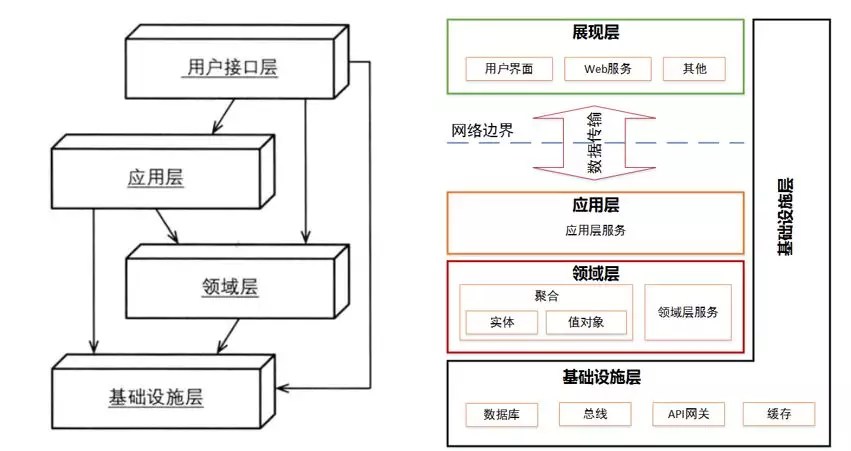 用户接口层
应用层
领域层
基础设施层
展现层
用户界面
Web服务
其他
网络边界
数据传输
应用层
应用层服务
领域层
聚合
实体
值对象
领域层服务
基础设施层
基础设施层
数据库
总线
API网关
缓存